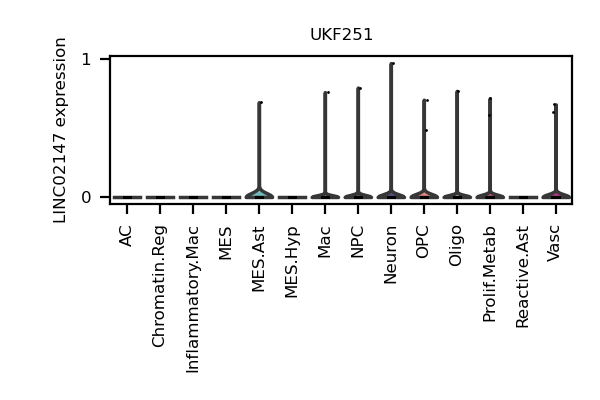 UKF251
LINC02147 expression
1
0
AC
Chromatin.Reg
Inflammatory.Mac
MES
MES.Ast
MES.Hyp
Mac
NPC
Neuron
OPC
Oligo
Prolif.Metab
Reactive.Ast
Vasc